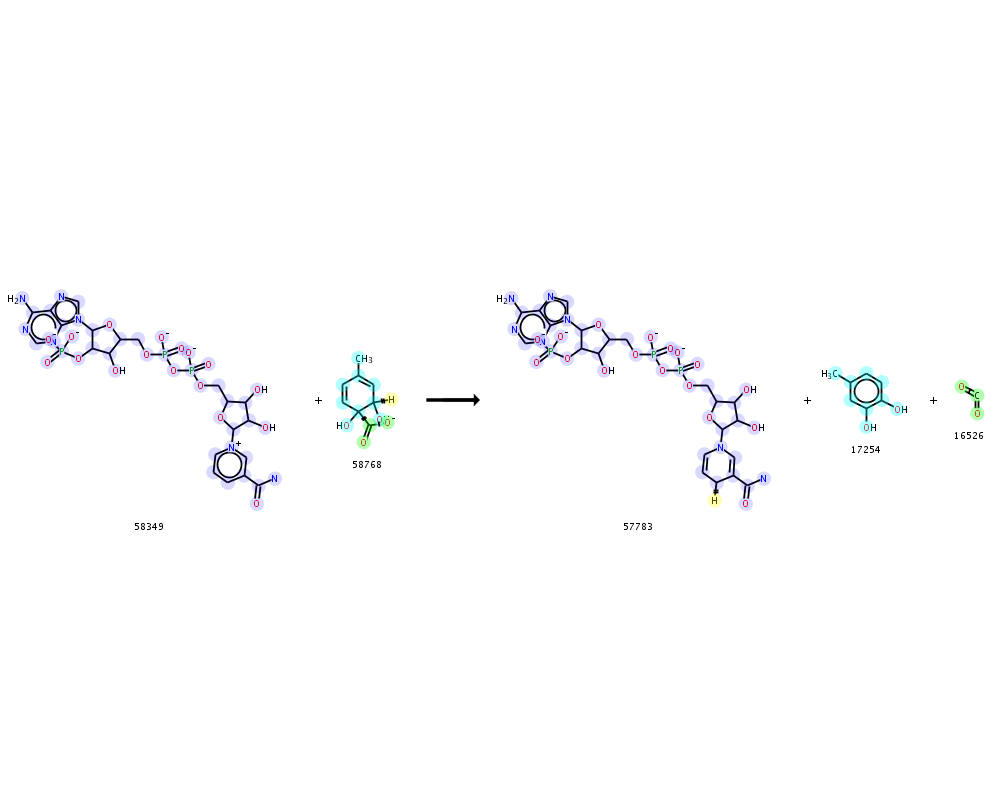 H2N N N N N O- O- P O O O OH O O- P O O- O P O O OH OH O N+ N O
58349
+
CH3 H HO O- O
58768
H2N N N N N O- O- P O O O OH O O- P O O- O P O O OH OH O N N O H
57783
+
H3C OH OH
17254
+
O C O
16526